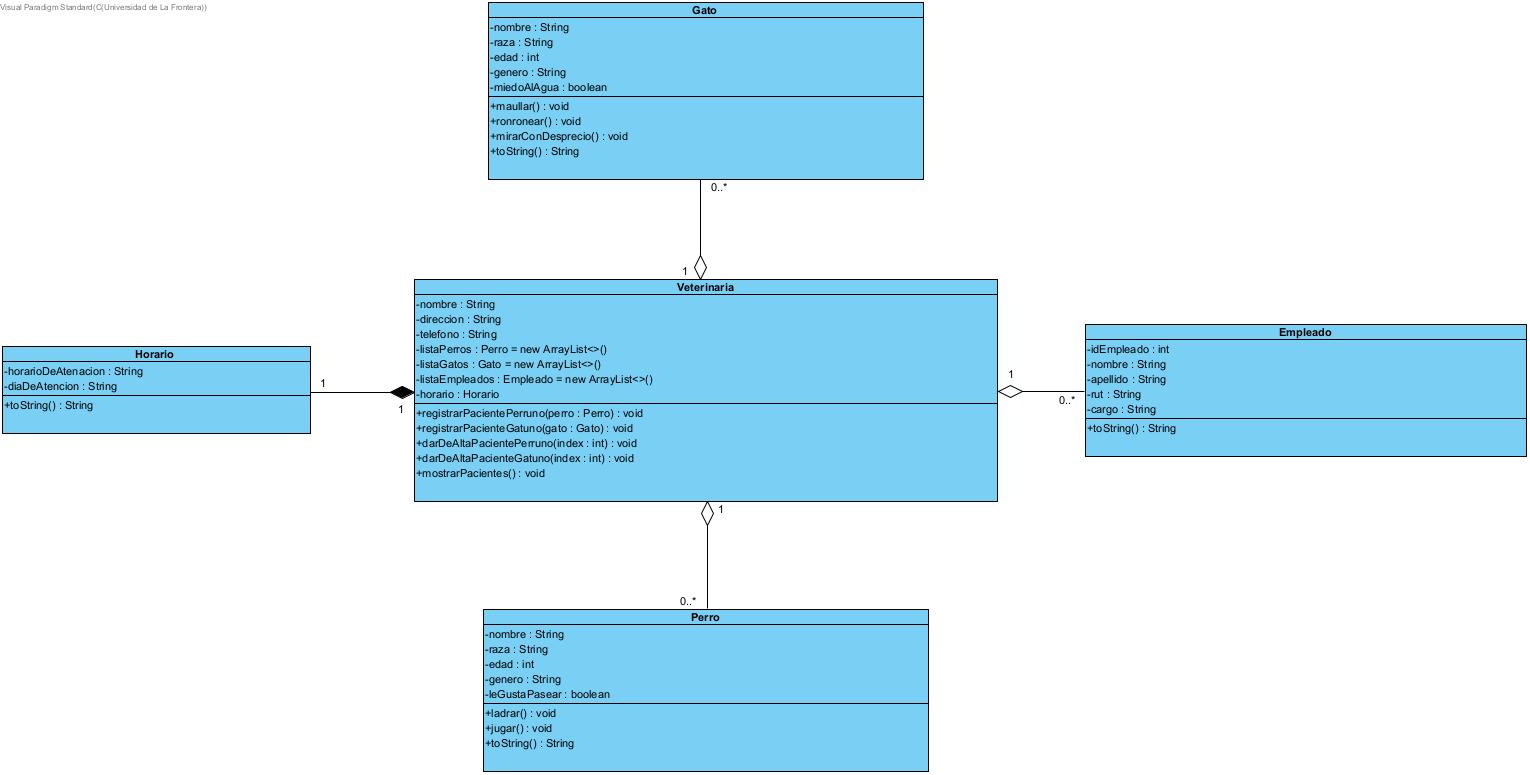 Visual Paradigm Standard(C(Universidad de La Frontera))
Gato
-nombre : String
-raza : String
-edad : int
-genero : String
-miedoAlAgua : boolean
+maullar() : void
+ronronear() : void
+mirarConDesprecio() : void
+toString() : String
0..*
1
Veterinaria
-nombre : String
-direccion : String
-telefono : String
-listaPerros : Perro = new ArrayList<>()
-listaGatos : Gato = new ArrayList<>()
-listaEmpleados : Empleado = new ArrayList<>()
-horario : Horario
+registrarPacientePerruno(perro : Perro) : void
+registrarPacienteGatuno(gato : Gato) : void
+darDeAltaPacientePerruno(index : int) : void
+darDeAltaPacienteGatuno(index : int) : void
+mostrarPacientes() : void
Horario
-horarioDeAtenacion : String
-diaDeAtencion : String
+toString() : String
1
1
1
0..*
Empleado
-idEmpleado : int
-nombre : String
-apellido : String
-rut : String
-cargo : String
+toString() : String
1
0..*
Perro
-nombre : String
-raza : String
-edad : int
-genero : String
-leGustaPasear : boolean
+ladrar() : void
+jugar() : void
+toString() : String